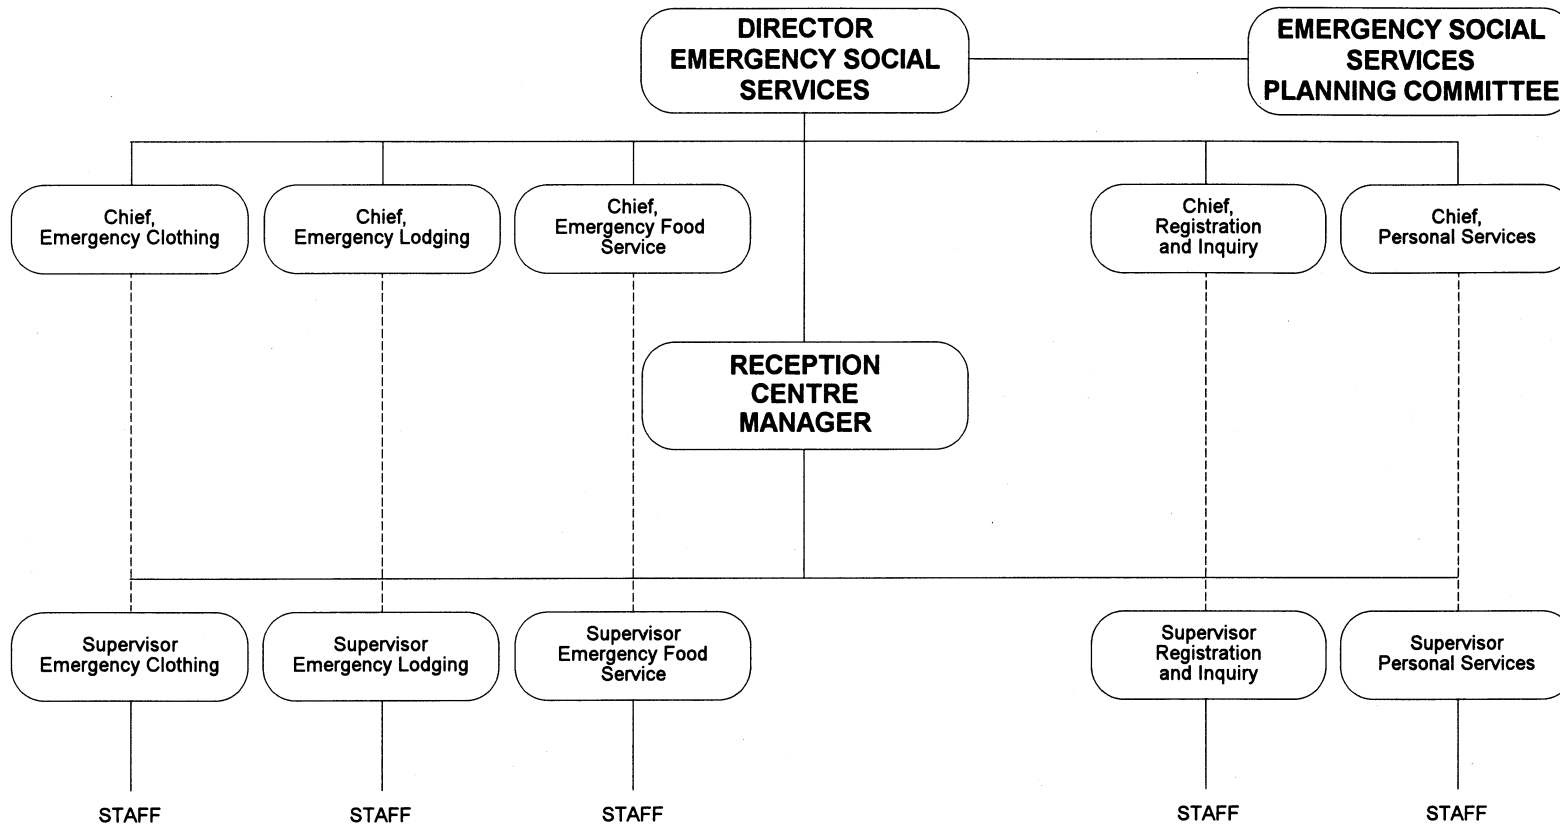 DIRECTOR
EMERGENCY SOCIAL
SERVICES
EMERGENCY SOCIAL
SERVICES
PLANNING COMMITTEE
Chief,
Emergency Clothing
Chief,
Emergency Lodging
Chief,
Emergency Food
Service
Chief,
Registration
and Inquiry
Chief,
Personal Services
RECEPTION
CENTRE
MANAGER
Supervisor
Emergency Clothing
Supervisor
Emergency Lodging
Supervisor
Emergency Food
Service
Supervisor
Registration
and Inquiry
Supervisor
Personal Services
STAFF
STAFF
STAFF
STAFF
STAFF